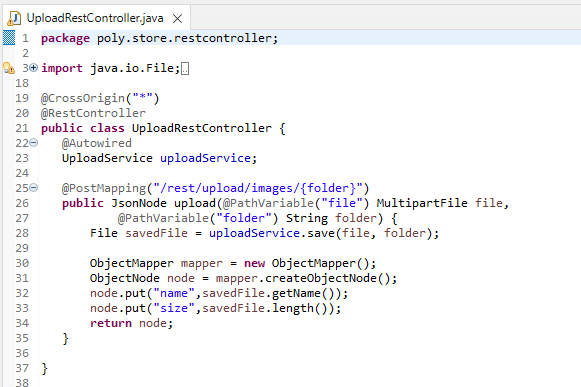 UploadRestController.java
1 package poly.store.restcontroller;
2
3 import java.io.File;
18
19 @CrossOrigin("*")
20 @RestController
21 public class UploadRestController {
22 @Autowired
23 UploadService uploadService;
24
25 @PostMapping("/rest/upload/images/{folder}")
26 public JsonNode upload(@PathVariable("file") MultipartFile file,
27 @PathVariable("folder") String folder) {
28 File savedFile = uploadService.save(file, folder);
29
30 ObjectMapper mapper = new ObjectMapper();
31 ObjectNode node = mapper.createObjectNode();
32 node.put("name",savedFile.getName());
33 node.put("size",savedFile.length());
34 return node;
35 }
36
37 }
38